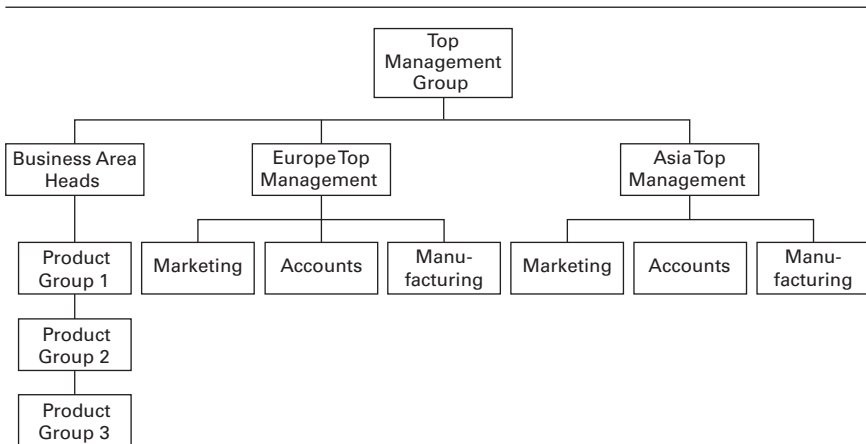 Top
Management
Group
Business Area
Heads
Europe Top
Management
Asia Top
Management
Product
Group 1
Marketing
Accounts
Manu-
facturing
Marketing
Accounts
Manu-
facturing
Product
Group 2
Product
Group 3